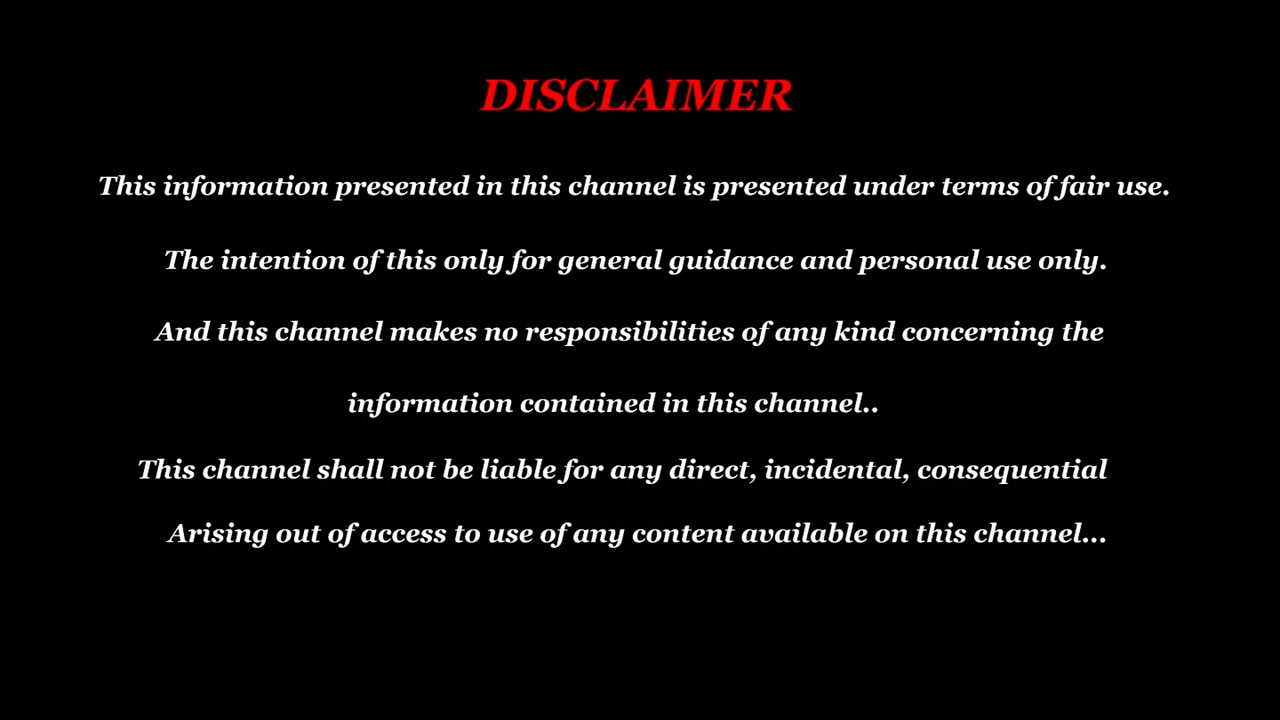 DISCLAIMER
This information presented in this channel is presented under terms of fair use.
The intention of this only for general guidance and personal use only.
And this channel makes no responsibilities of any kind concerning the
information contained in this channel..
This channel shall not be liable for any direct, incidental, consequential
Arising out of access to use of any content available on this channel...